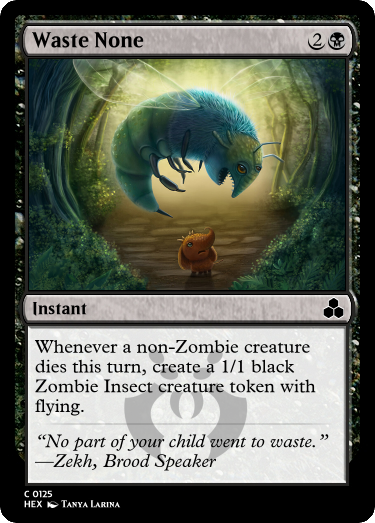 Waste None
2
Instant
Whenever a non-Zombie creature
dies this turn, create a 1/1 black
Zombie Insect creature token with
flying.
“No part of your child went to waste.”
—Zekh, Brood Speaker
C 0125
HEX Tanya Larina